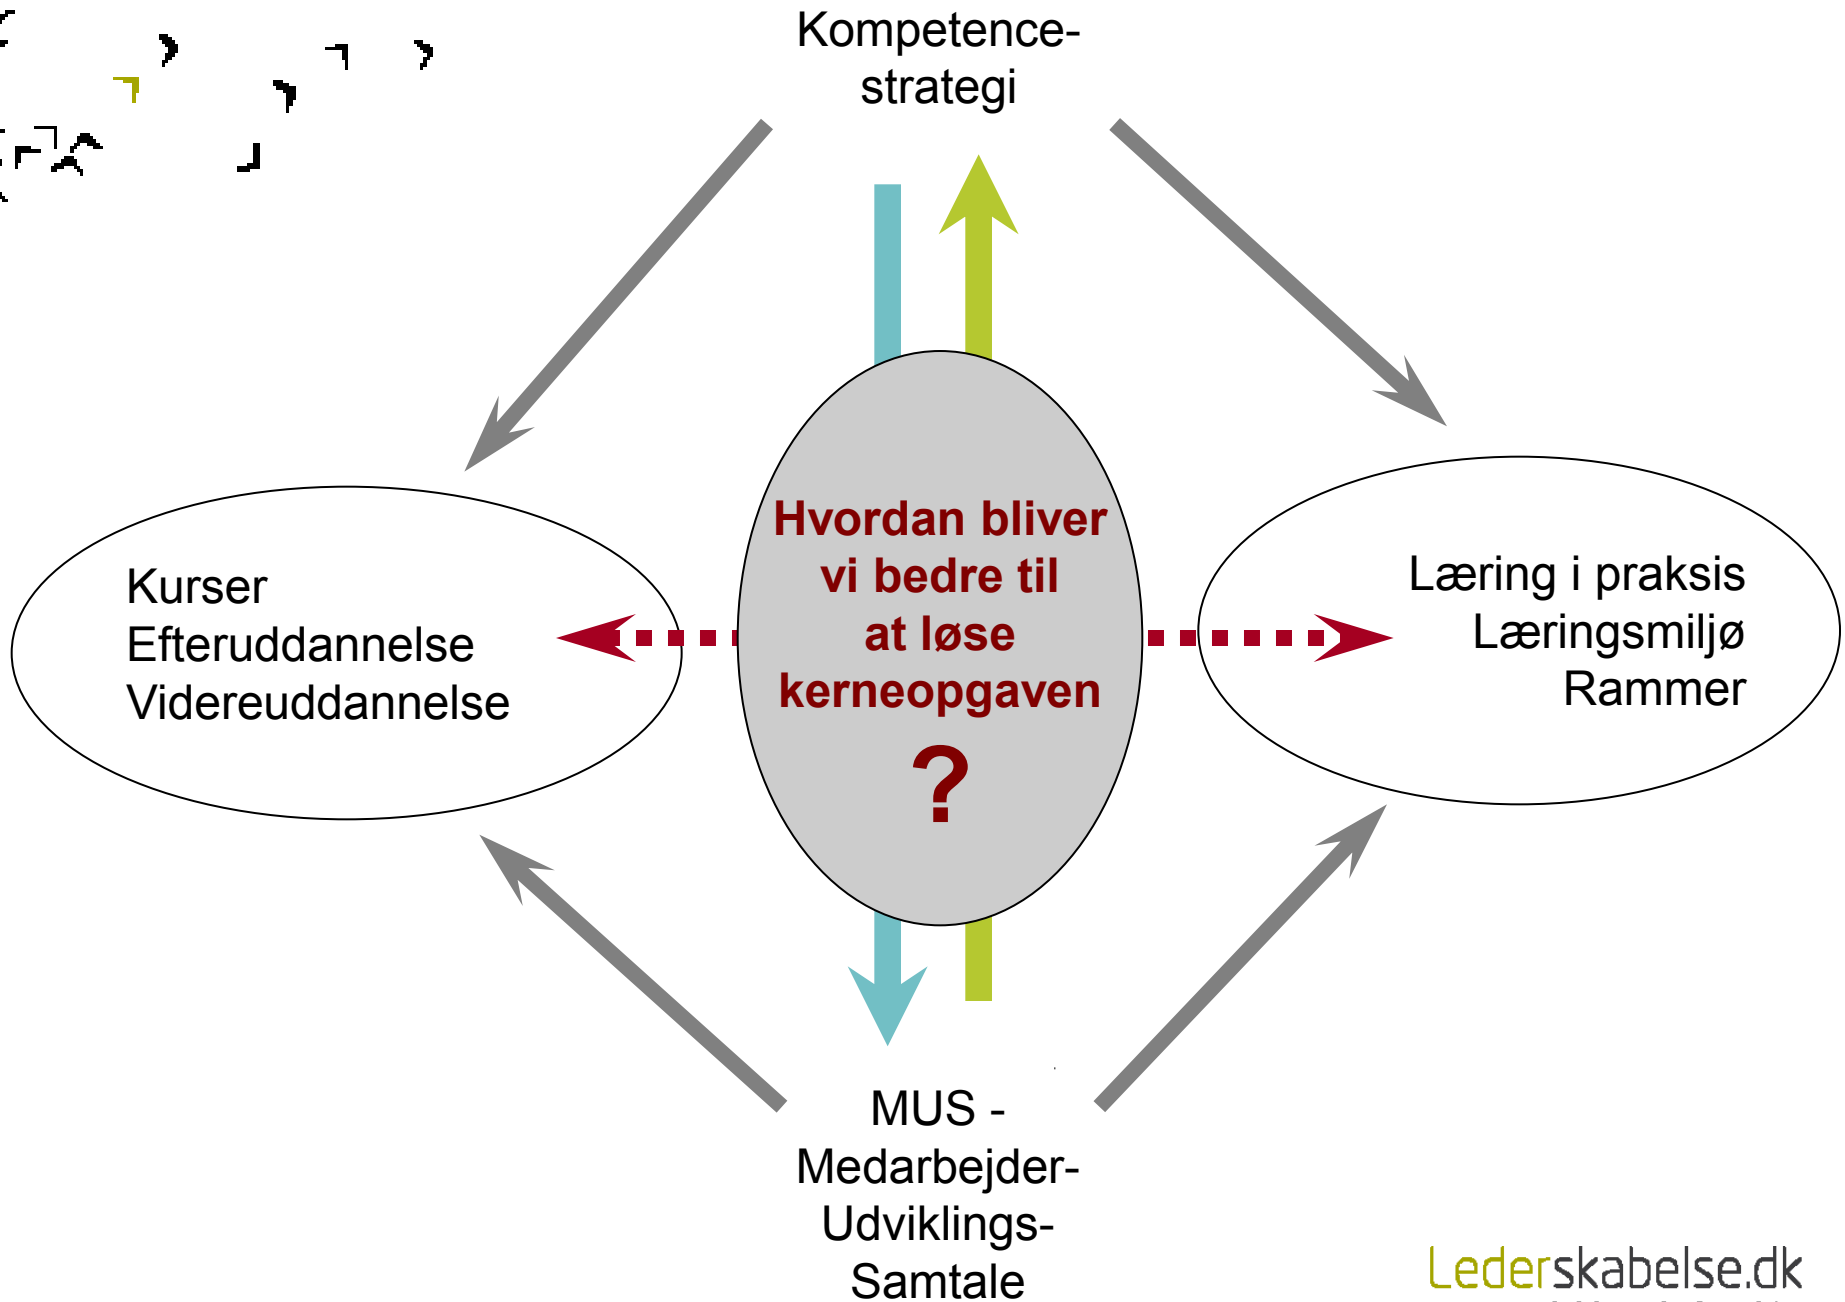 Kompetence-
strategi
Kurser
Efteruddannelse
Videreuddannelse
Hvordan bliver
vi bedre til
at løse
kerneopgaven
?
Læring i praksis
Læringsmiljø
Rammer
MUS -
Medarbejder-
Udviklings-
Samtale
Lederskabelse.dk